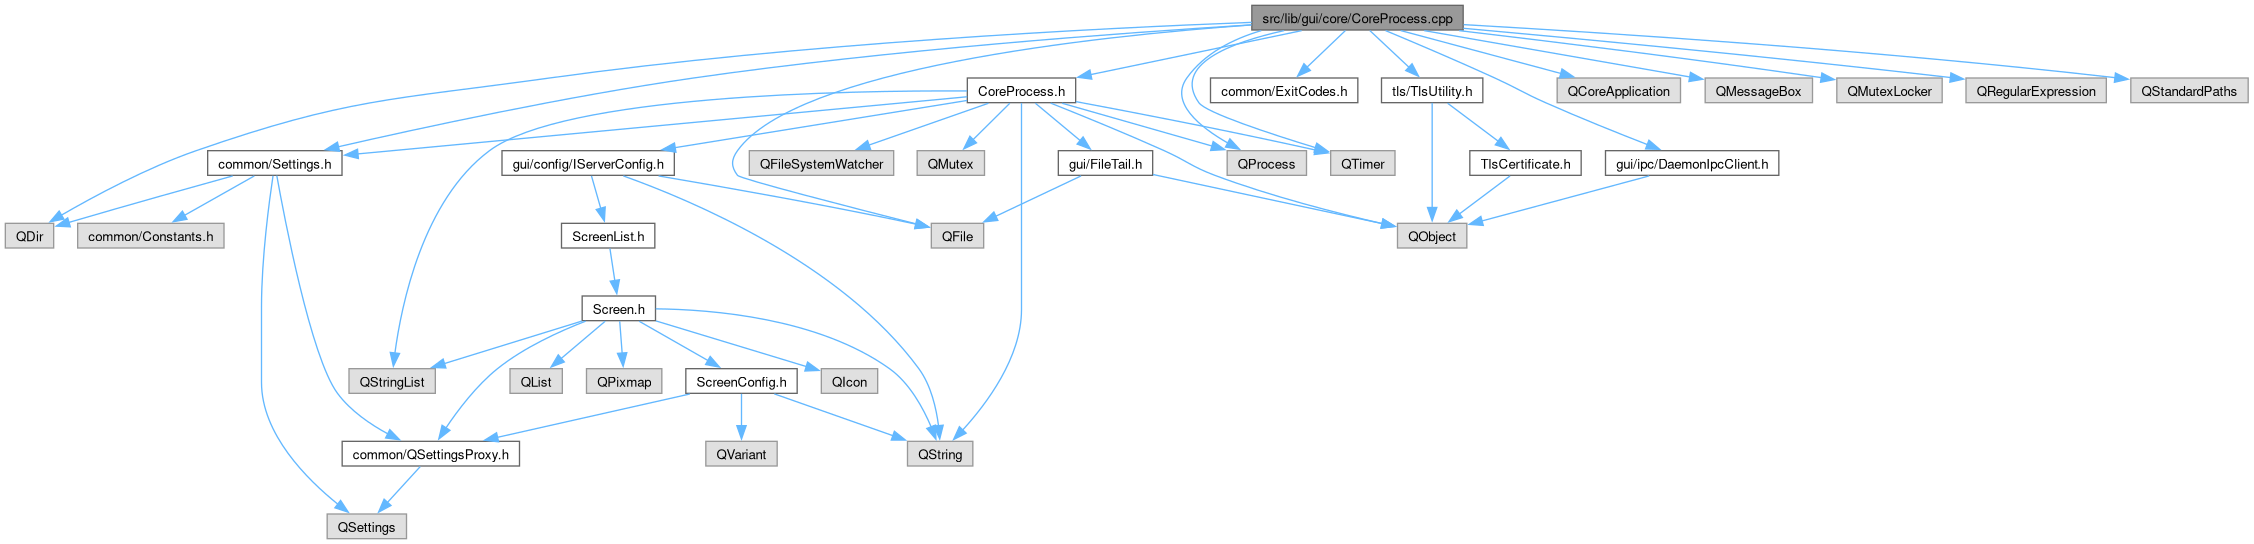 src/lib/gui/core/CoreProcess.cpp
CoreProcess.h
common/ExitCodes.h
tls/TlsUtility.h
QCoreApplication
QMessageBox
QMutexLocker
QRegularExpression
QStandardPaths
common/Settings.h
gui/config/IServerConfig.h
QFileSystemWatcher
QMutex
gui/FileTail.h
QProcess
QTimer
TlsCertificate.h
gui/ipc/DaemonIpcClient.h
QDir
common/Constants.h
ScreenList.h
QFile
QObject
Screen.h
QStringList
QList
QPixmap
ScreenConfig.h
QIcon
common/QSettingsProxy.h
QVariant
QString
QSettings